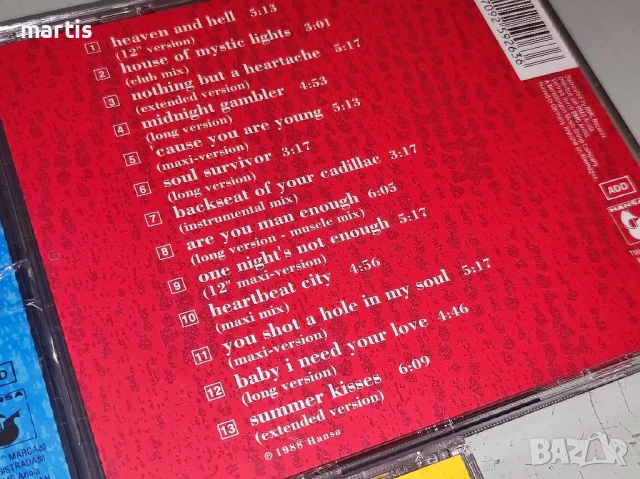 martis
1 heaven and hell 5:13
(12" version)
2 house of mystic lights 3:01
(club mix)
3 nothing but a heartache 5:17
(extended version)
4 midnight gambler 4:53
(long version)
5 cause you are young 5:13
(maxi-version)
6 soul survivor 3:17
(long version)
7 backseat of your cadillac 3:17
(instrumental mix)
8 are you man enough 6:05
(long version - muscle mix)
9 one night's not enough 5:17
(12" maxi-version)
10 heartbeat city 4:56
(maxi mix)
11 you shot a hole in my soul 5:17
(maxi-version)
12 baby i need your love 4:46
(long version)
13 summer kisses 6:09
(extended version)
℗ 1988 Hansa
ADD
HANSA
BAZAR